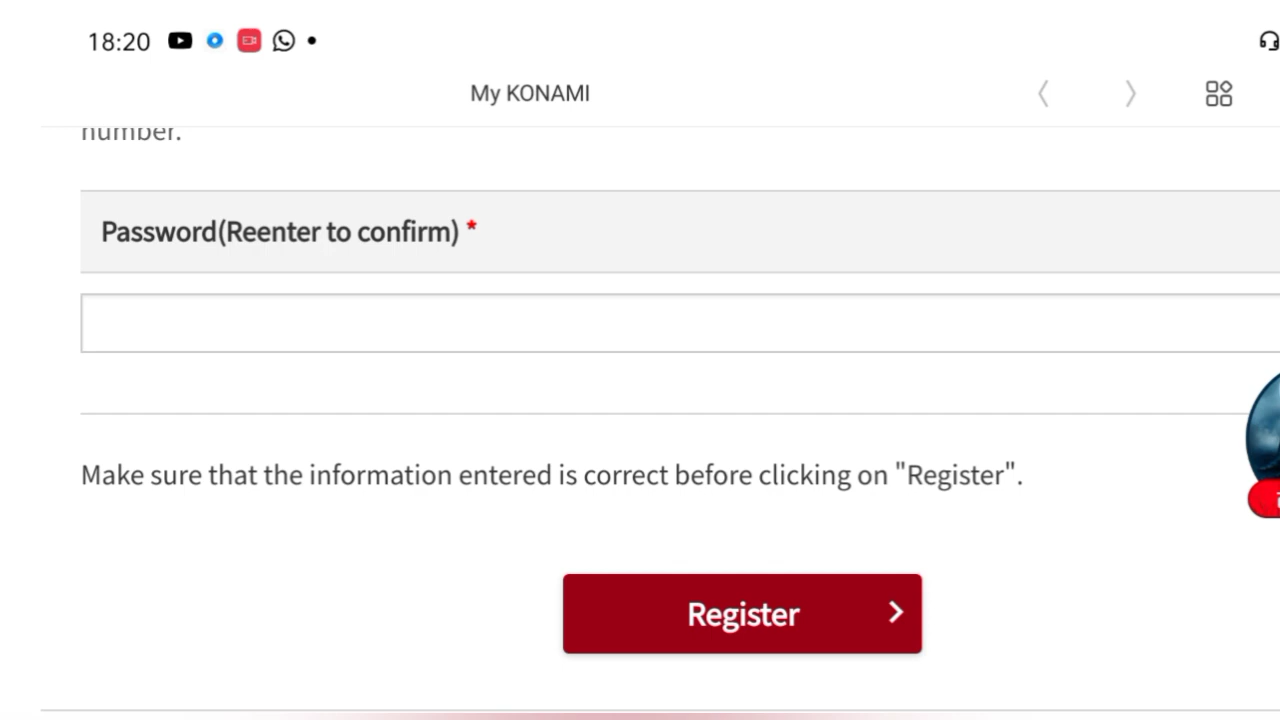 18:20
My KONAMI
number.
Password(Reenter to confirm) *
Make sure that the information entered is correct before clicking on "Register".
Register